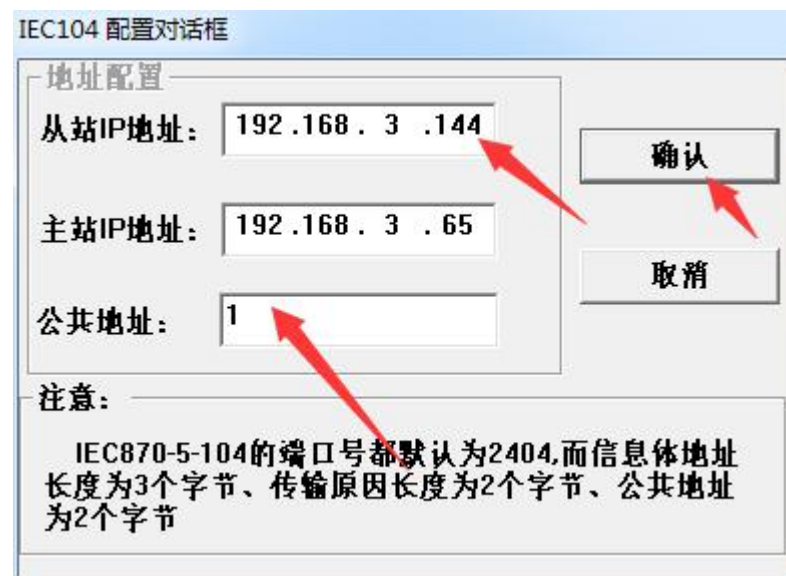 IEC104 配置对话框
地址配置
从站IP地址： 192 .168 . 3 .144
确认
主站IP地址： 192 .168 . 3 . 65
取消
公共地址： 1
注意：
IEC870-5-104的端口号都默认为2404,而信息体地址
长度为3个字节、传输原因长度为2个字节、公共地址
为2个字节